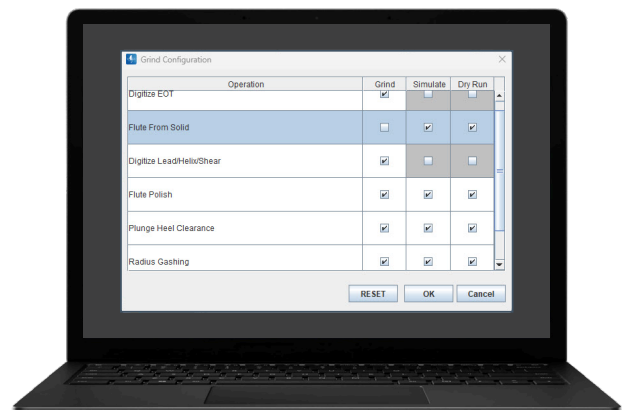 Grind Configuration
Operation Grind Simulate Dry Run
Digitize EOT
Flute From Solid
Digitize Lead/Helix/Shear
Flute Polish
Plunge Heel Clearance
Radius Gashing
RESET OK Cancel